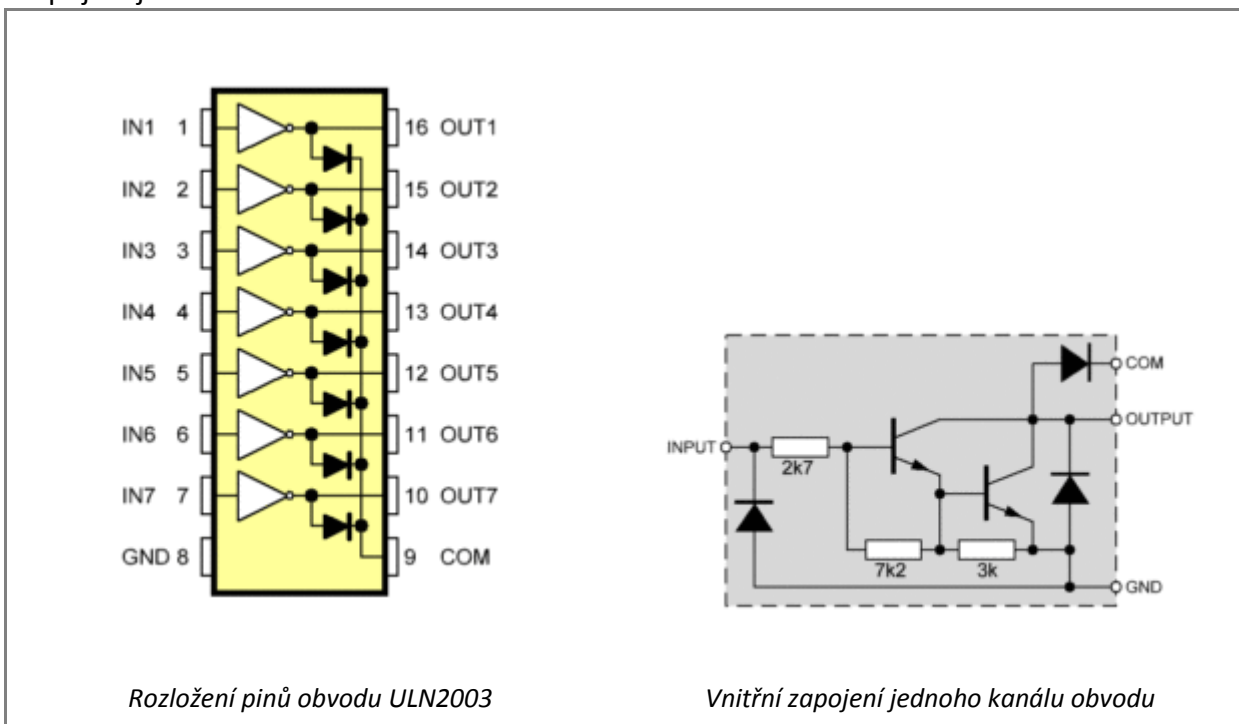 IN1 1 16 OUT1
IN2 2 15 OUT2
IN3 3 14 OUT3
IN4 4 13 OUT4
IN5 5 12 OUT5
IN6 6 11 OUT6
IN7 7 10 OUT7
GND 8 9 COM
COM
OUTPUT
INPUT
2k7
7k2 3k
GND
Rozložení pinů obvodu ULN2003
Vnitřní zapojení jednoho kanálu obvodu